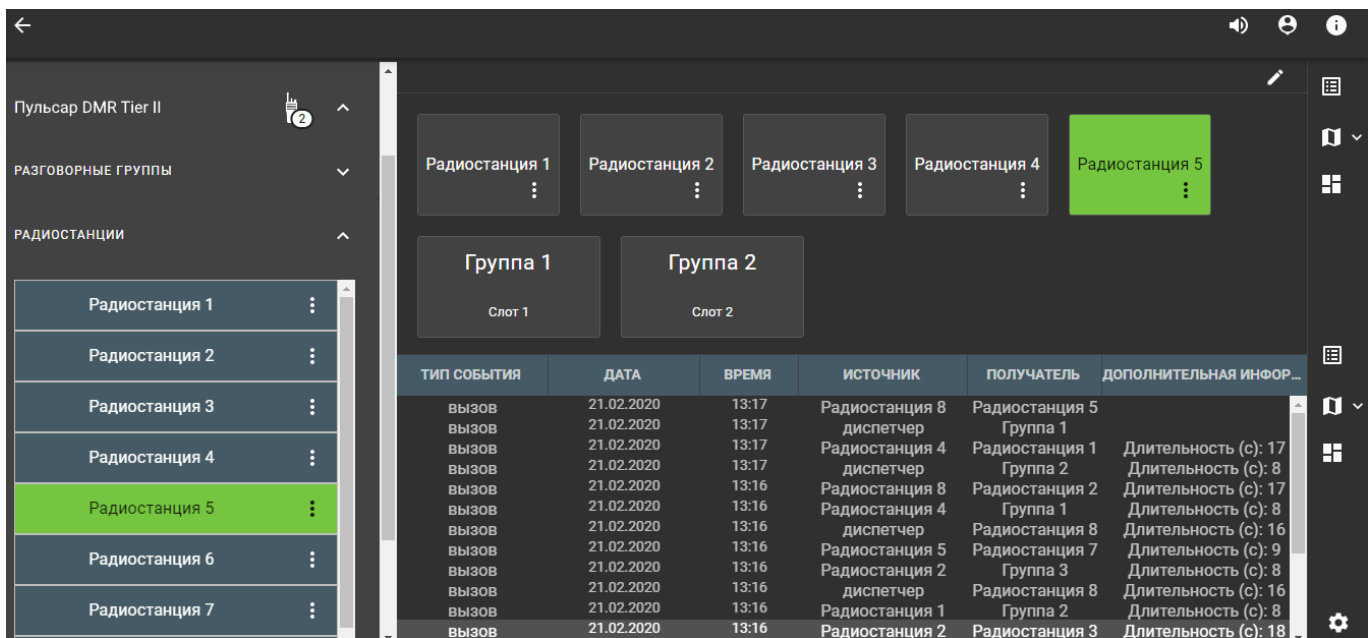 Пульсар DMR Tier II
2
РАЗГОВОРНЫЕ ГРУППЫ
РАДИОСТАНЦИИ
Радиостанция 1
Радиостанция 2
Радиостанция 3
Радиостанция 4
Радиостанция 5
Радиостанция 6
Радиостанция 7
Радиостанция 1 Радиостанция 2 Радиостанция 3 Радиостанция 4 Радиостанция 5
Группа 1 Группа 2
Слот 1 Слот 2
ТИП СОБЫТИЯ ДАТА ВРЕМЯ ИСТОЧНИК ПОЛУЧАТЕЛЬ ДОПОЛНИТЕЛЬНАЯ ИНФОР...
вызов 21.02.2020 13:17 Радиостанция 8 Радиостанция 5
вызов 21.02.2020 13:17 диспетчер Группа 1
вызов 21.02.2020 13:17 Радиостанция 4 Радиостанция 1 Длительность (с): 17
вызов 21.02.2020 13:17 диспетчер Группа 2 Длительность (с): 8
вызов 21.02.2020 13:16 Радиостанция 8 Радиостанция 2 Длительность (с): 17
вызов 21.02.2020 13:16 Радиостанция 4 Группа 1 Длительность (с): 8
вызов 21.02.2020 13:16 диспетчер Радиостанция 8 Длительность (с): 16
вызов 21.02.2020 13:16 Радиостанция 5 Радиостанция 7 Длительность (с): 9
вызов 21.02.2020 13:16 Радиостанция 2 Группа 3 Длительность (с): 8
вызов 21.02.2020 13:16 диспетчер Радиостанция 8 Длительность (с): 16
вызов 21.02.2020 13:16 Радиостанция 1 Группа 2 Длительность (с): 8
вызов 21.02.2020 13:16 Радиостанция 2 Радиостанция 3 Длительность (с): 18